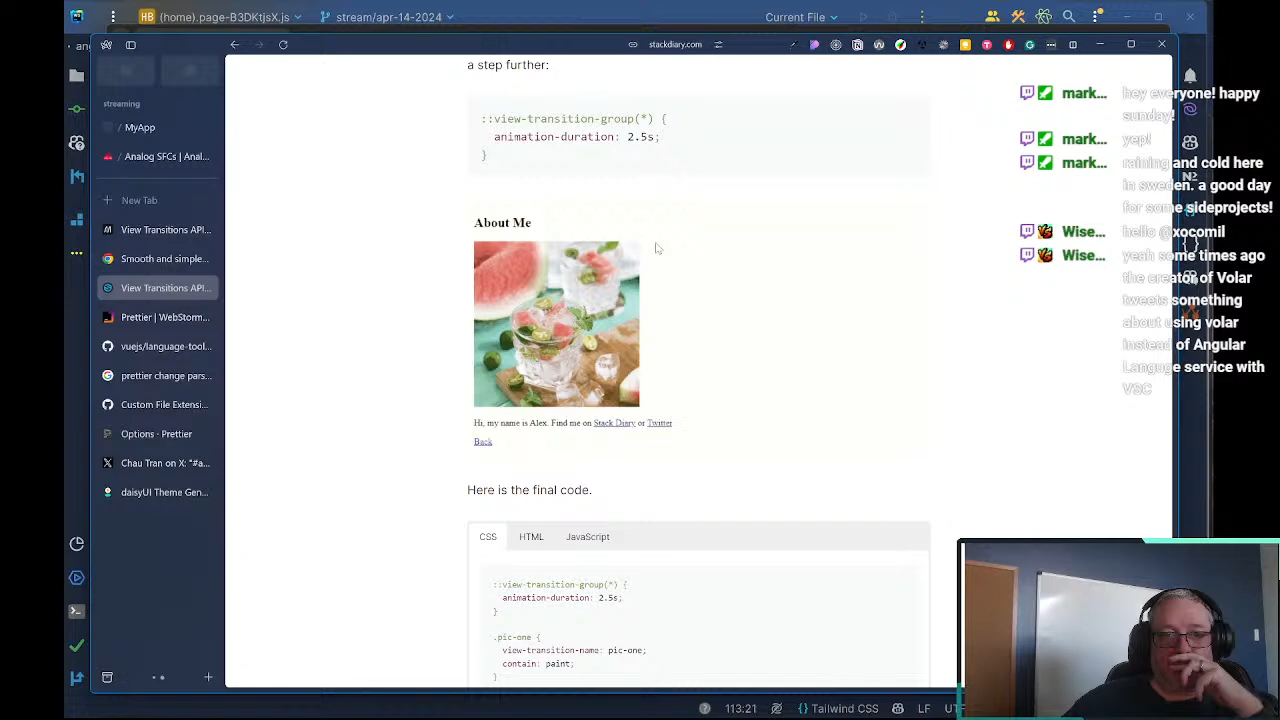 (home).page-B3DKtjsX.js
stream/apr-14-2024
Current File
stackdiary.com
streaming
/ MyApp
/ Analog SFCs | Anal...
New Tab
View Transitions API...
Smooth and simple...
View Transitions API...
Prettier | WebStorm...
vuejs/language-tool...
prettier change pars...
Custom File Extensi...
Options · Prettier
Chau Tran on X: "#a...
daisyUI Theme Gen...
a step further:
::view-transition-group(*) {
animation-duration: 2.5s;
}
About Me
Hi, my name is Alex. Find me on Stack Diary or Twitter
Back
Here is the final code.
CSS HTML JavaScript
::view-transition-group(*) {
animation-duration: 2.5s;
}
.pic-one {
view-transition-name: pic-one;
contain: paint;
}
mark... hey everyone! happy
sunday!
mark... yep!
mark... raining and cold here
in sweden. a good day
for some sideprojects!
Wise... hello @xocomil
Wise... yeah some times ago
the creator of Volar
tweets something
about using volar
instead of Angular
Languge service with
VSC
113:21
Tailwind CSS
LF